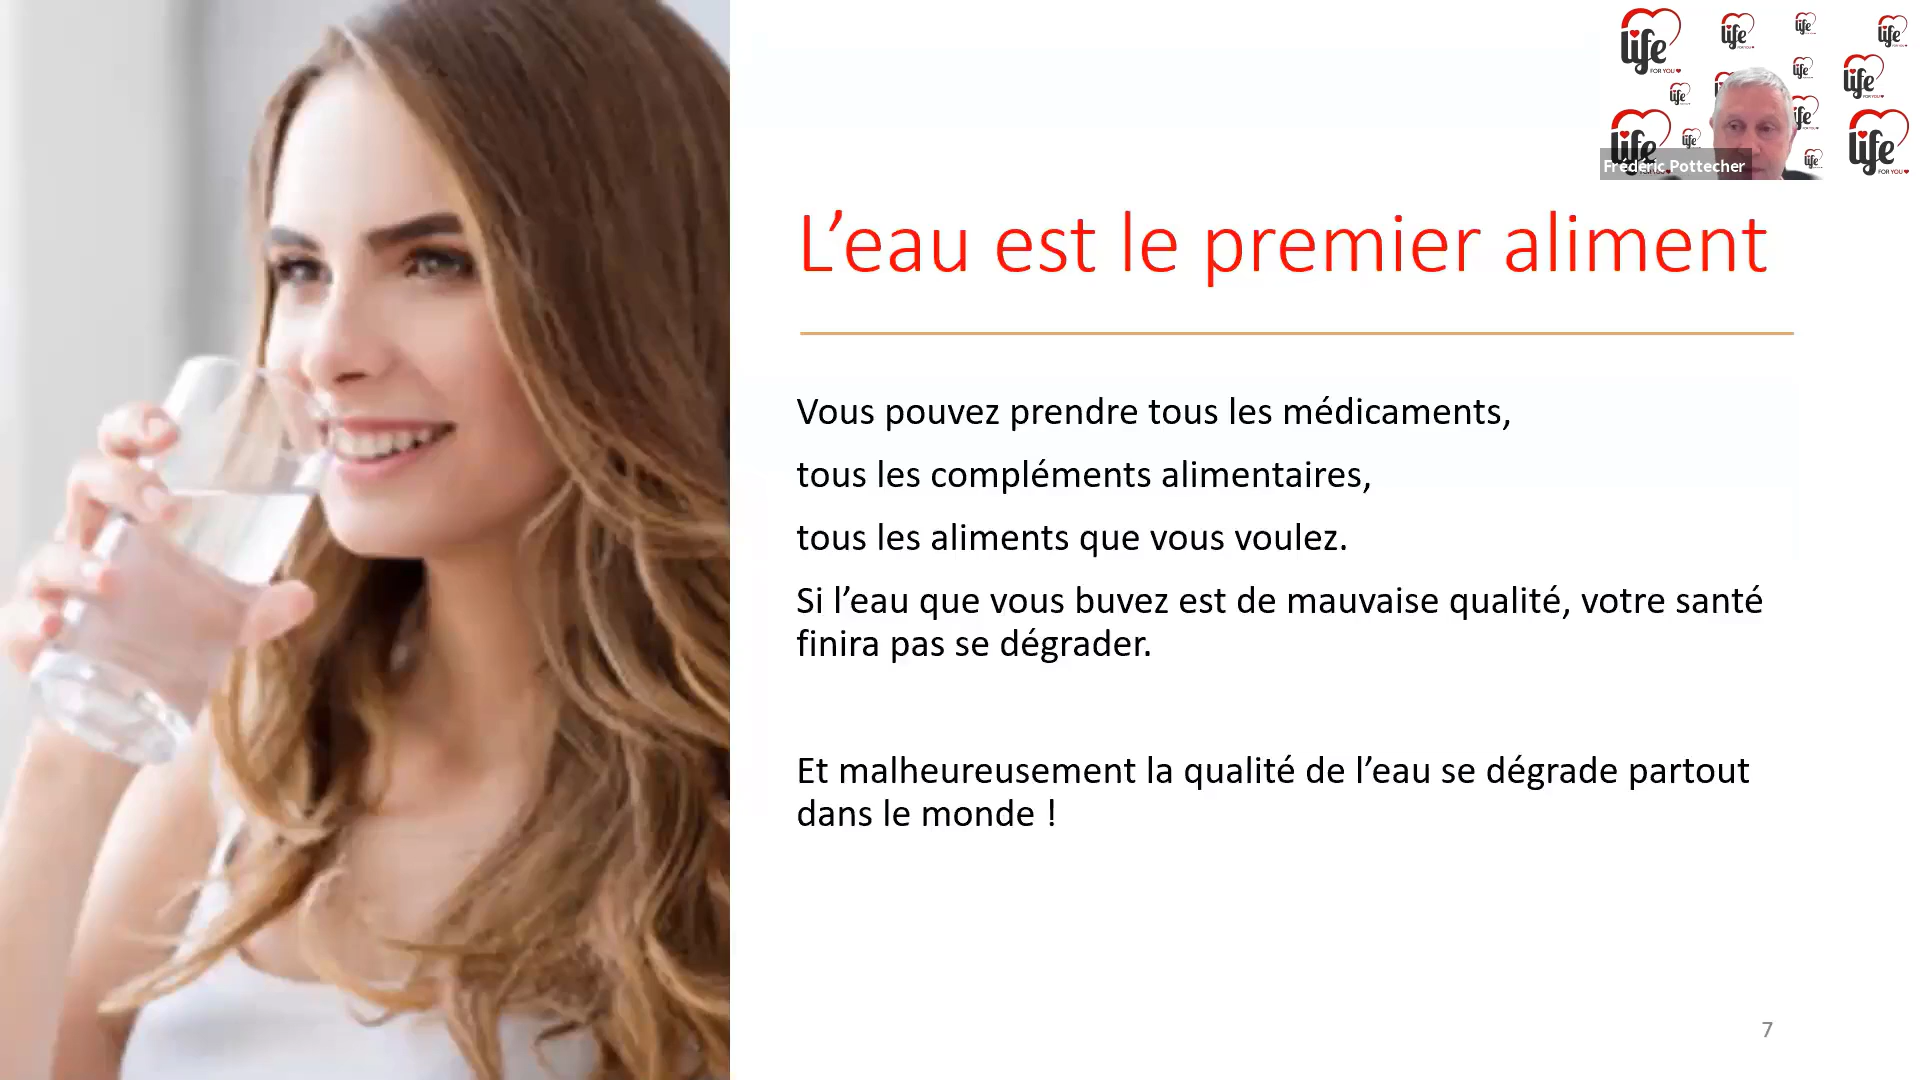 life
FOR YOU
Frédéric Pottecher
L’eau est le premier aliment
Vous pouvez prendre tous les médicaments,
tous les compléments alimentaires,
tous les aliments que vous voulez.
Si l’eau que vous buvez est de mauvaise qualité, votre santé
finira pas se dégrader.
Et malheureusement la qualité de l’eau se dégrade partout
dans le monde !
7